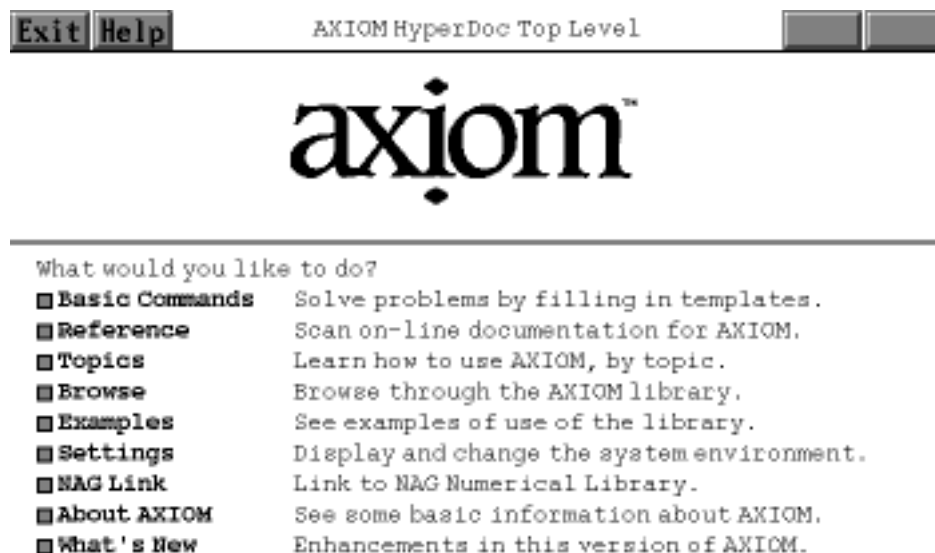 Exit Help AXIOM HyperDoc Top Level
axiom™
What would you like to do?
Basic Commands Solve problems by filling in templates.
Reference Scan on-line documentation for AXIOM.
Topics Learn how to use AXIOM, by topic.
Browse Browse through the AXIOM library.
Examples See examples of use of the library.
Settings Display and change the system environment.
NAG Link Link to NAG Numerical Library.
About AXIOM See some basic information about AXIOM.
What's New Enhancements in this version of AXIOM.